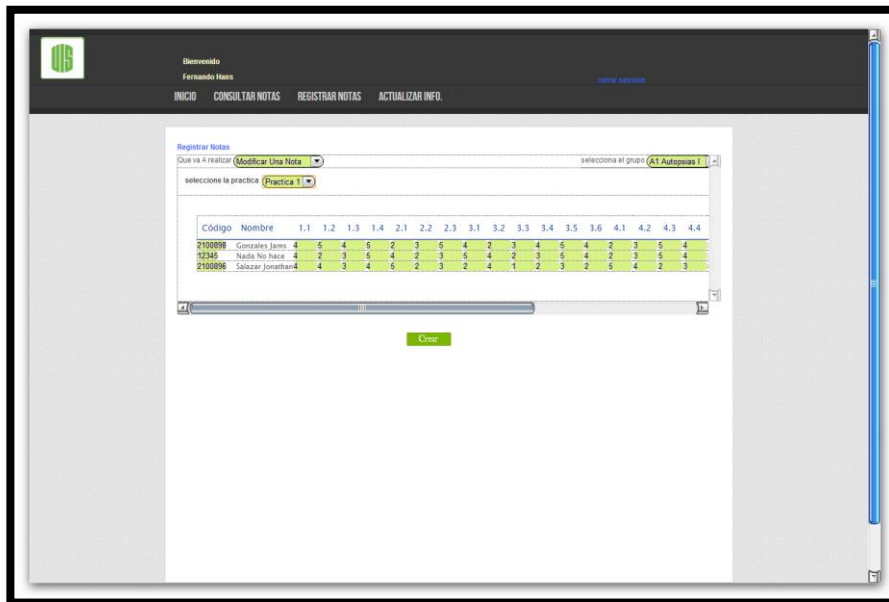 UIS
Bienvenido
Fernando Hans
cerrar session
INICIO CONSULTAR NOTAS REGISTRAR NOTAS ACTUALIZAR INFO.
Registrar Notas
Que va A realizar Modificar Una Nota selecciona el grupo A1 Autopsias I
seleccione la practica Practica 1
Código Nombre 1.1 1.2 1.3 1.4 2.1 2.2 2.3 3.1 3.2 3.3 3.4 3.5 3.6 4.1 4.2 4.3 4.4
2100898 Gonzales Jams 4 5 4 5 2 3 5 4 2 3 4 5 4 2 3 5 4
12345 Nada No hace 4 2 3 5 4 2 3 5 4 2 3 5 4 2 3 5 4
2100896 Salazar Jonathan 4 4 3 4 5 2 3 2 4 1 2 3 2 5 4 2 3
Crear